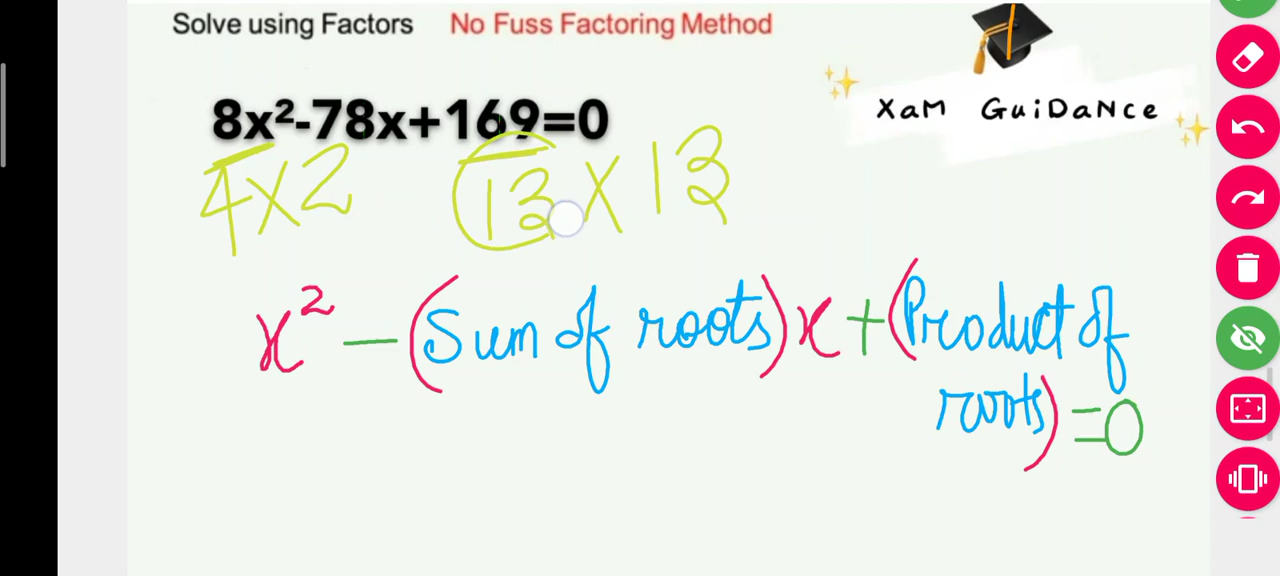 Solve using Factors No Fuss Factoring Method
XaM GuiDaNce
8x²-78x+169=0
4x2 13x13
x² - (Sum of roots)x + (Product of
roots) =0